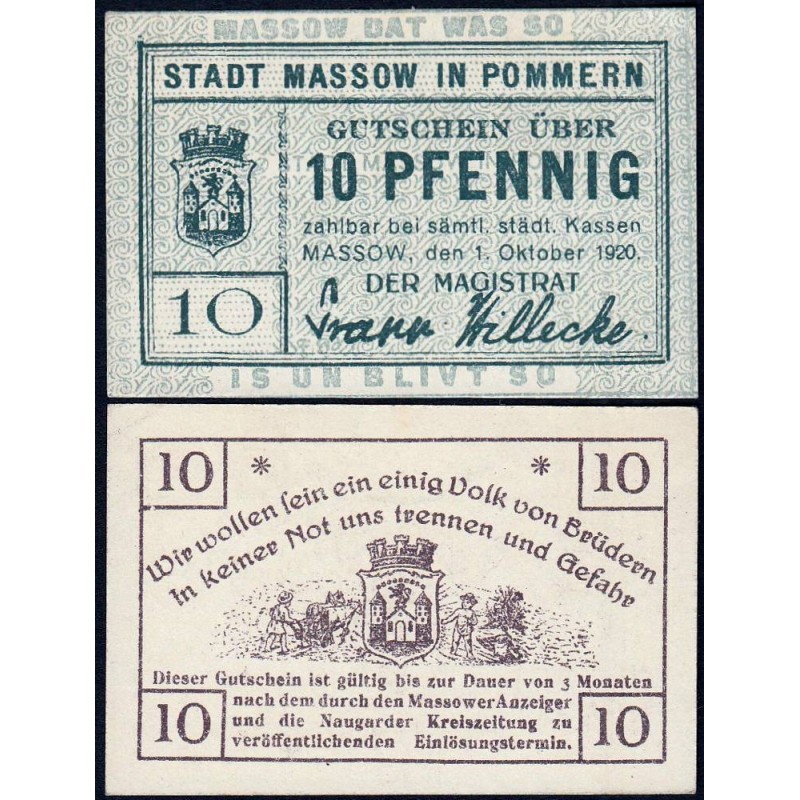 MASSOW DAT WAS SO
STADT MASSOW IN POMMERN
GUTSCHEIN ÜBER
10 PFENNIG
zahlbar bei sämtl. städt. Kassen
MASSOW, den 1. Oktober 1920.
DER MAGISTRAT
10
Willecke.
IS UN BLIVT SO
10 * * 10
Wir wollen sein ein einig Volk von Brüdern
In keiner Not uns trennen und Gefahr
Dieser Gutschein ist gültig bis zur Dauer von 3 Monaten
nach dem durch den Massower Anzeiger
und die Naugarder Kreiszeitung zu
veröffentlichenden Einlösungstermin.
10 10